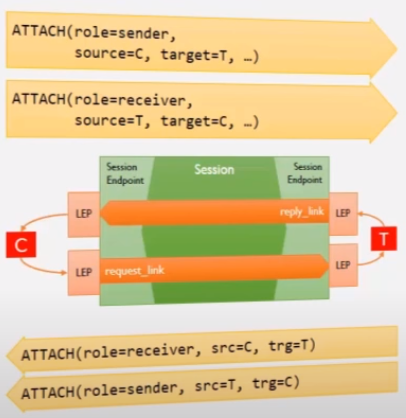 ATTACH(role=sender,
source=C, target=T, …)
ATTACH(role=receiver,
source=T, target=C, …)
Session Endpoint
Session
Session Endpoint
LEP
reply_link
LEP
C
T
LEP
request_link
LEP
ATTACH(role=receiver, src=C, trg=T)
ATTACH(role=sender, src=T, trg=C)